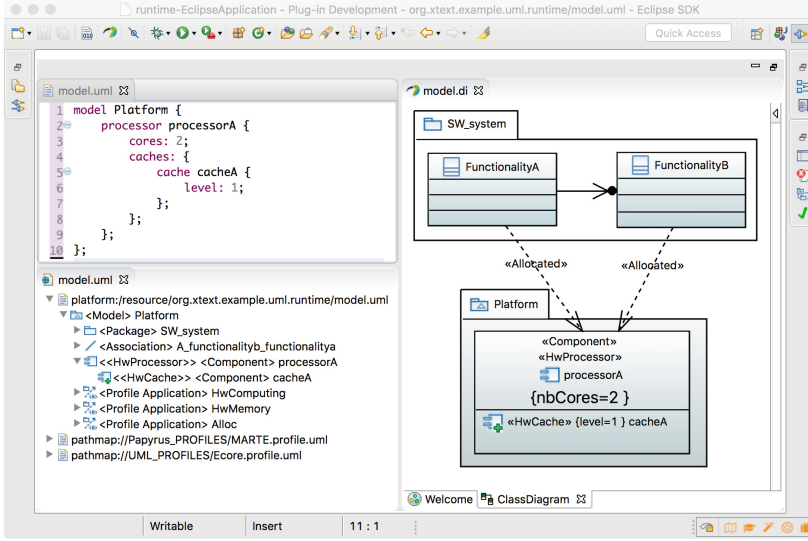 runtime-EclipseApplication - Plug-in Development - org.xtext.example.uml.runtime/model.uml - Eclipse SDK
Quick Access
model.uml
1 model Platform {
2 processor processorA {
3 cores: 2;
4 caches: {
5 cache cacheA {
6 level: 1;
7 };
8 };
9 };
10 };
model.uml
platform:/resource/org.xtext.example.uml.runtime/model.uml
<Model> Platform
<Package> SW_system
<Association> A_functionalityb_functionalitya
<<HwProcessor>> <Component> processorA
<<HwCache>> <Component> cacheA
<Profile Application> HwComputing
<Profile Application> HwMemory
<Profile Application> Alloc
pathmap://Papyrus_PROFILES/MARTE.profile.uml
pathmap://UML_PROFILES/Ecore.profile.uml
model.di
SW_system
FunctionalityA
FunctionalityB
«Allocated»
«Allocated»
Platform
«Component»
«HwProcessor»
processorA
{nbCores=2 }
«HwCache» {level=1 } cacheA
Welcome
ClassDiagram
Writable
Insert
11 : 1